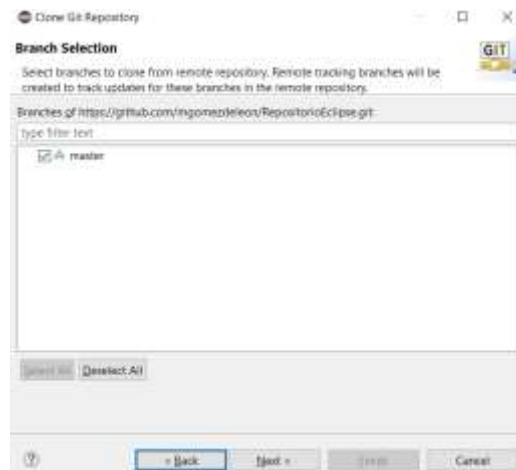 Clone Git Repository
Branch Selection
GIT
Select branches to clone from remote repository. Remote tracking branches will be
created to track updates for these branches in the remote repository.
Branches of https://github.com/mgomezdeleon/RepositorioEclipse.git:
type filter text
master
Select All Deselect All
< Back Next > Finish Cancel